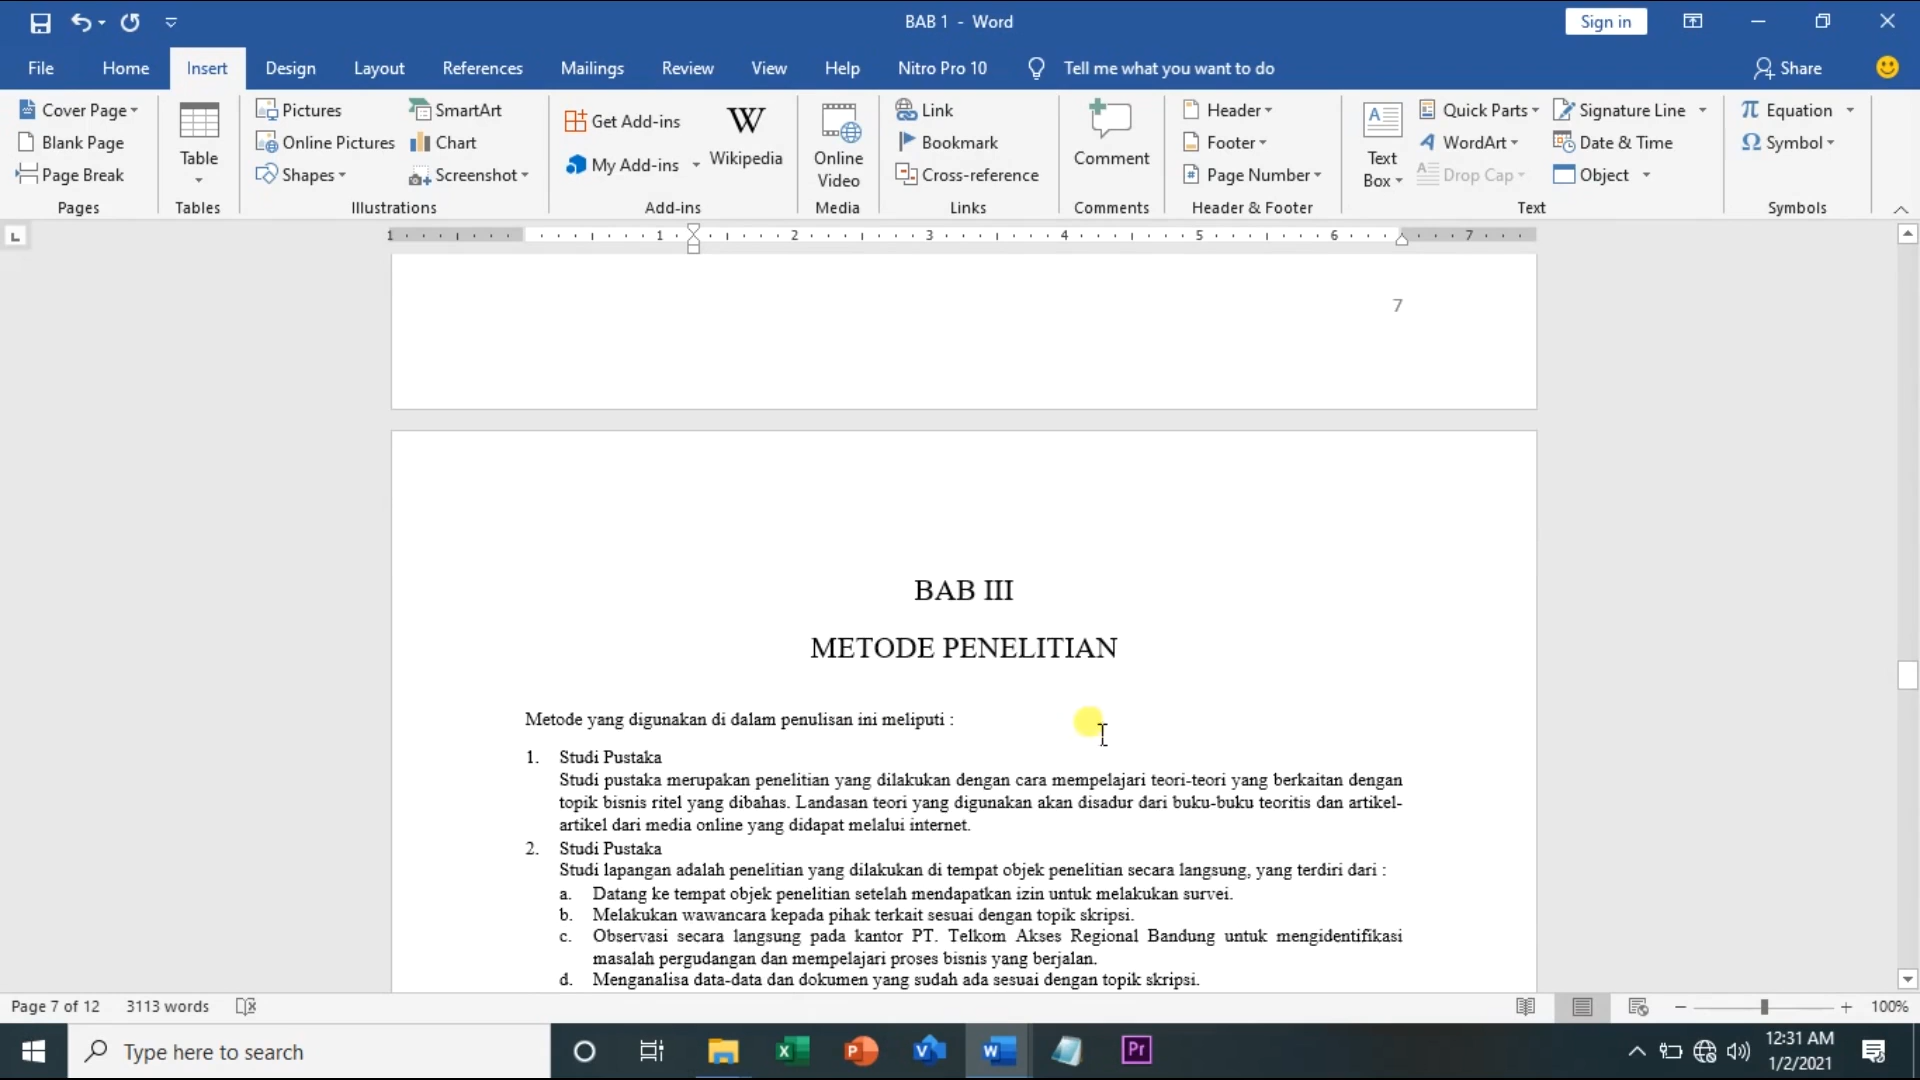 BAB 1 - Word
Sign in
File Home Insert Design Layout References Mailings Review View Help Nitro Pro 10 Tell me what you want to do Share
Cover Page
Blank Page
Page Break
Pages
Table
Tables
Pictures
Online Pictures
Shapes
SmartArt
Chart
Screenshot
Illustrations
Get Add-ins
My Add-ins
W
Wikipedia
Add-ins
Online
Video
Media
Link
Bookmark
Cross-reference
Links
Comment
Comments
Header
Footer
Page Number
Header & Footer
Text
Box
Quick Parts
WordArt
Drop Cap
Signature Line
Date & Time
Object
Text
Equation
Symbol
Symbols
1 1 2 3 4 5 6 7
7
BAB III
METODE PENELITIAN
Metode yang digunakan di dalam penulisan ini meliputi :
1. Studi Pustaka
Studi pustaka merupakan penelitian yang dilakukan dengan cara mempelajari teori-teori yang berkaitan dengan
topik bisnis ritel yang dibahas. Landasan teori yang digunakan akan disadur dari buku-buku teoritis dan artikel-
artikel dari media online yang didapat melalui internet.
2. Studi Pustaka
Studi lapangan adalah penelitian yang dilakukan di tempat objek penelitian secara langsung, yang terdiri dari :
a. Datang ke tempat objek penelitian setelah mendapatkan izin untuk melakukan survei.
b. Melakukan wawancara kepada pihak terkait sesuai dengan topik skripsi.
c. Observasi secara langsung pada kantor PT. Telkom Akses Regional Bandung untuk mengidentifikasi
masalah pergudangan dan mempelajari proses bisnis yang berjalan.
d. Menganalisa data-data dan dokumen yang sudah ada sesuai dengan topik skripsi.
Page 7 of 12 3113 words 100%
Type here to search
Pr
12:31 AM
1/2/2021